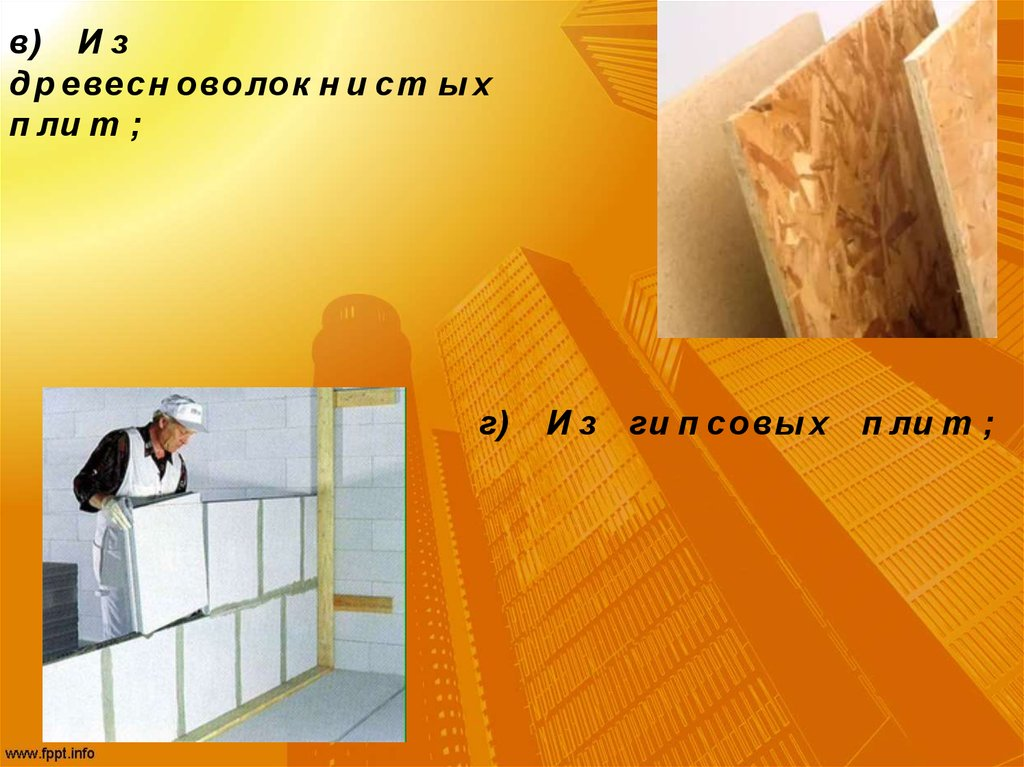 в) Из
древесноволокнистых
плит;
г) Из гипсовых плит;
www.fppt.info